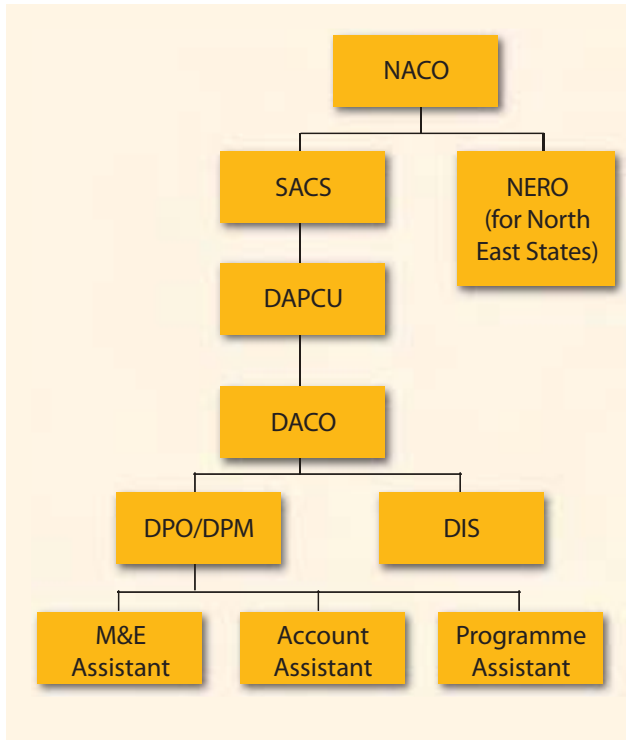 NACO
SACS
NERO
(for North
East States)
DAPCU
DACO
DPO/DPM
DIS
M&E
Assistant
Account
Assistant
Programme
Assistant